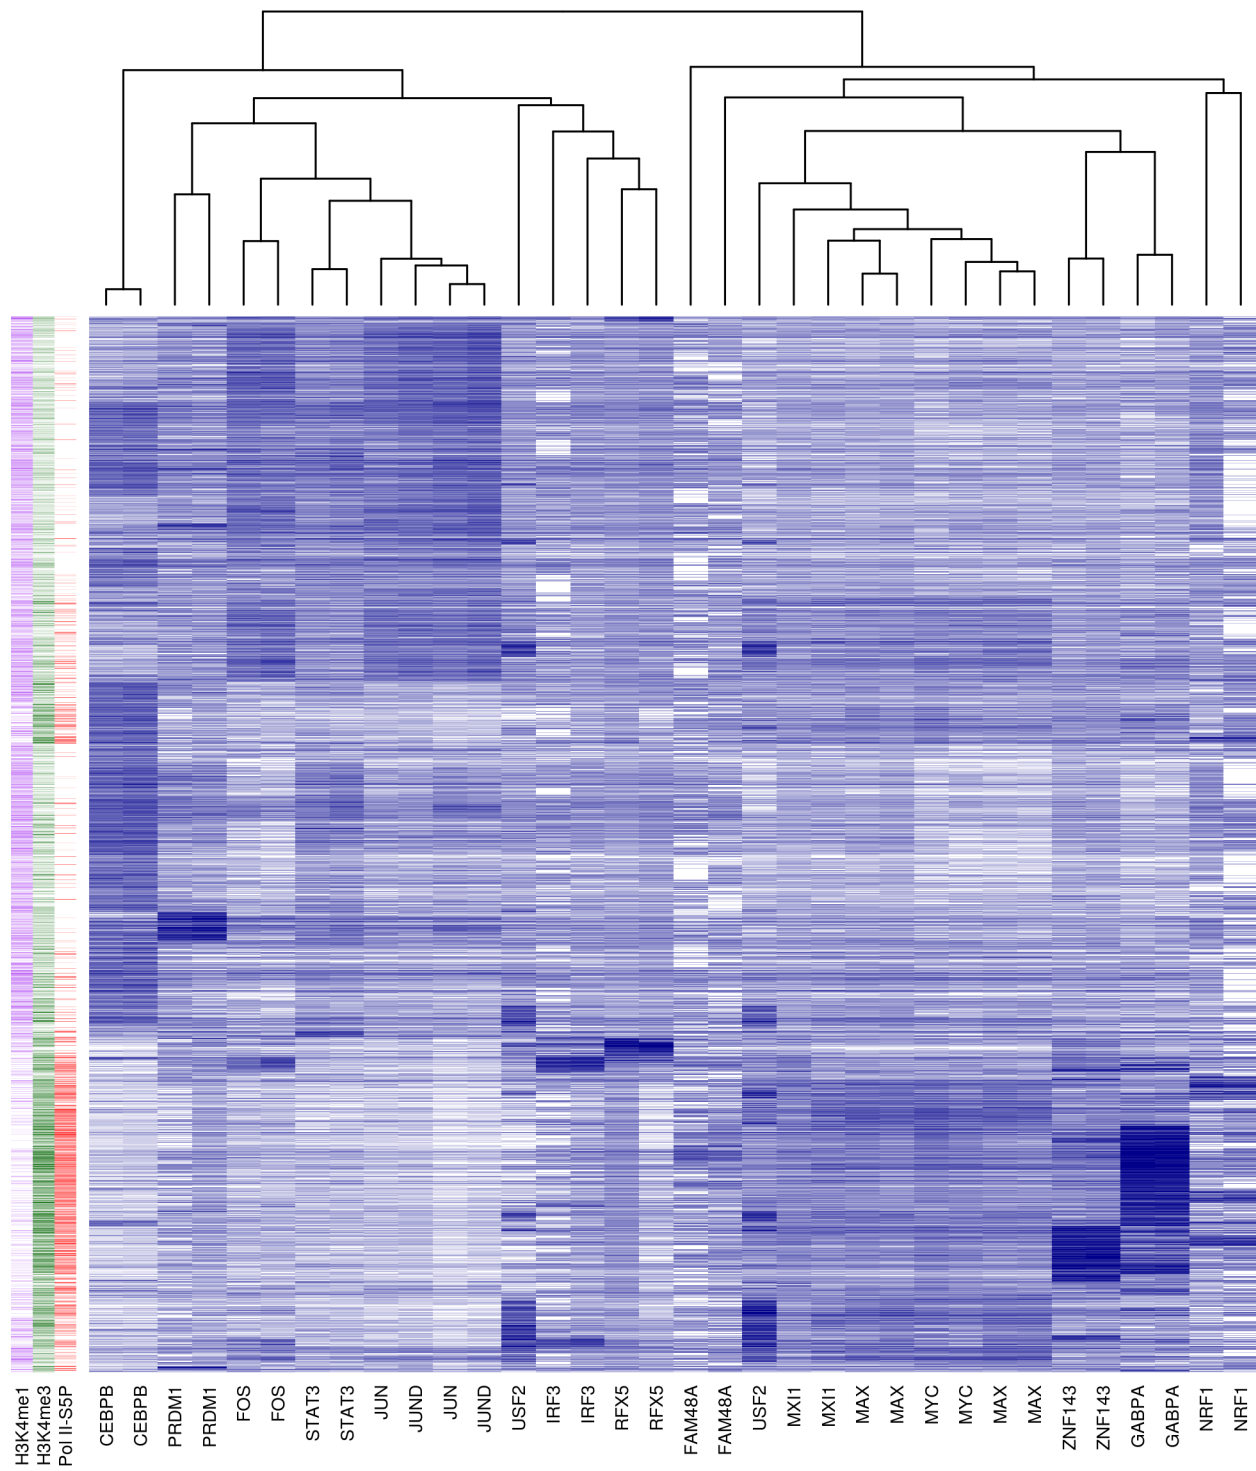 H3K4me1
H3K4me3
Pol II-S5P
CEBPB
CEBPB
PRDM1
PRDM1
FOS
FOS
STAT3
STAT3
JUN
JUND
JUN
JUND
USF2
IRF3
IRF3
RFX5
RFX5
FAM48A
FAM48A
USF2
MXI1
MXI1
MAX
MAX
MYC
MYC
MAX
MAX
ZNF143
ZNF143
GABPA
GABPA
NRF1
NRF1